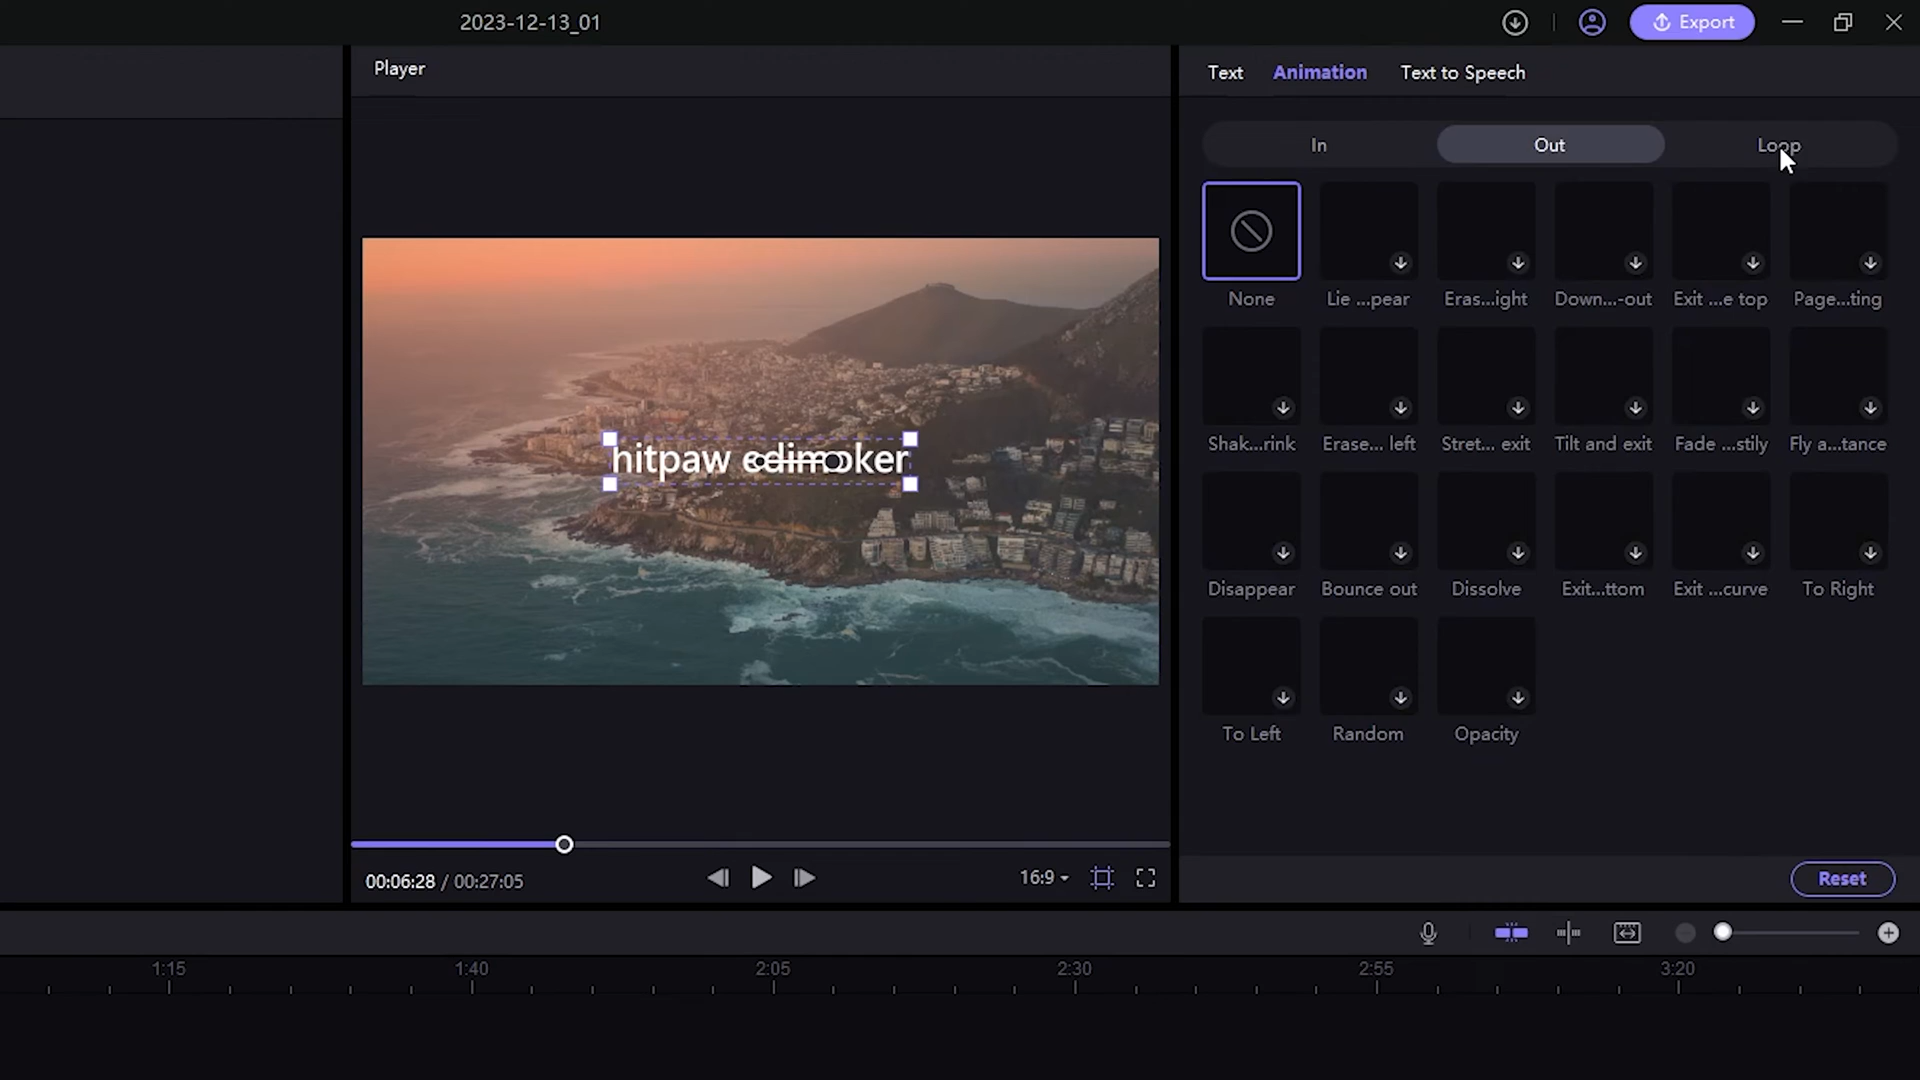 2023-12-13_01
Export
Player
Text Animation Text to Speech
In Out Loop
None Lie ...pear Eras...ight Down...-out Exit ...e top Page...ting
Shak...rink Erase... left Stret... exit Tilt and exit Fade ...stily Fly a...tance
hitpaw edimoker
Disappear Bounce out Dissolve Exit...ttom Exit ...curve To Right
To Left Random Opacity
00:06:28 / 00:27:05
16:9
Reset
1:15 1:40 2:05 2:30 2:55 3:20